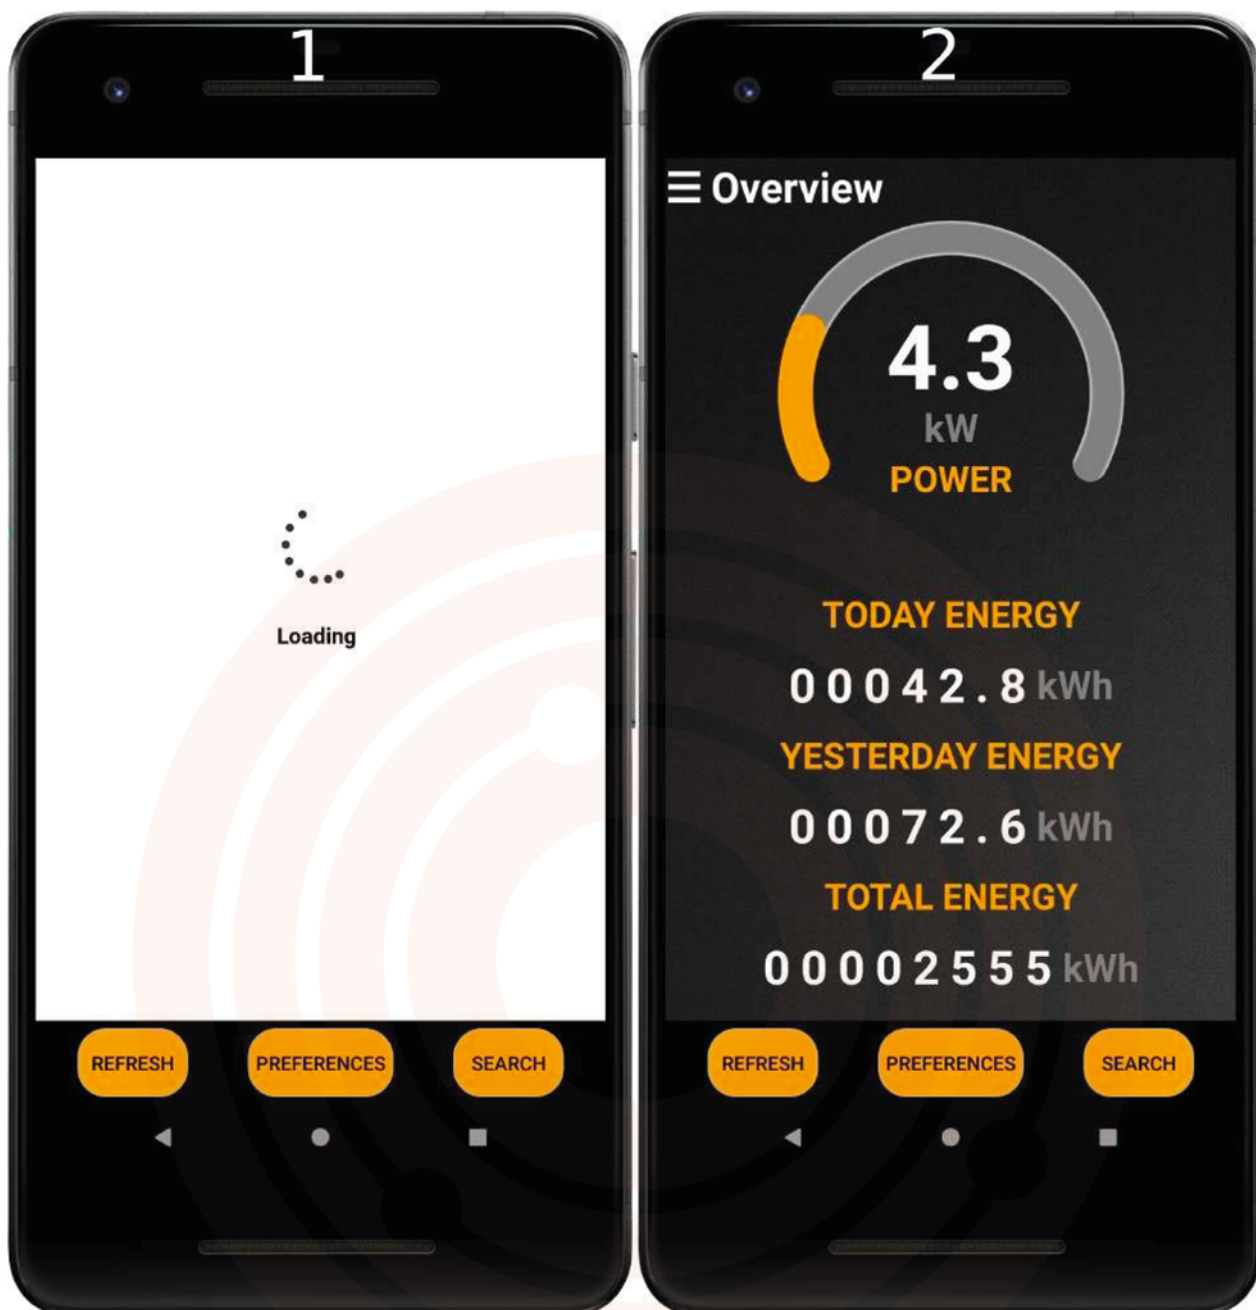 1
Loading
REFRESH
PREFERENCES
SEARCH
2
Overview
4.3
kW
POWER
TODAY ENERGY
00042.8 kWh
YESTERDAY ENERGY
00072.6 kWh
TOTAL ENERGY
00002555 kWh
REFRESH
PREFERENCES
SEARCH